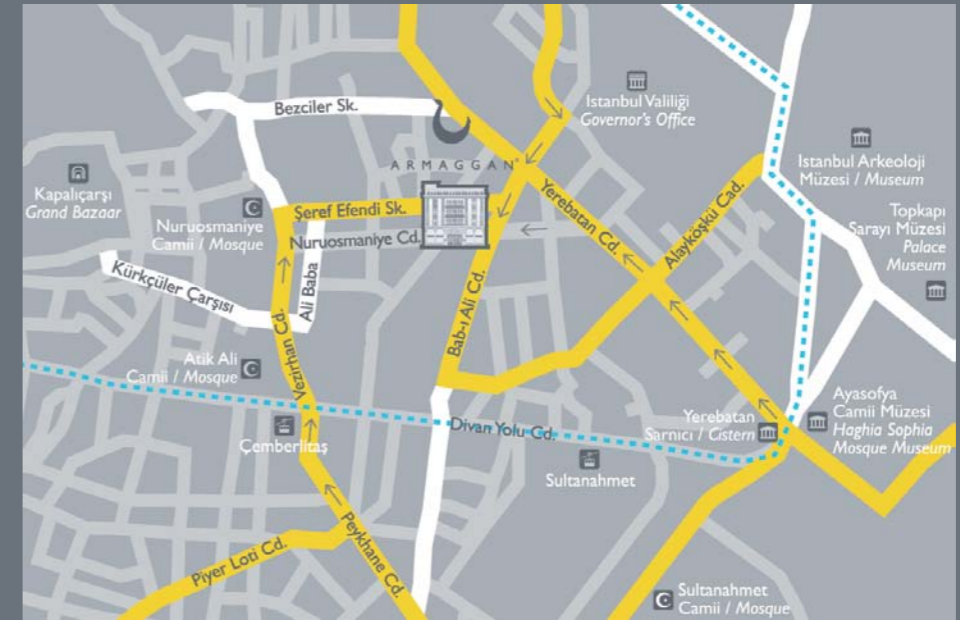 Bezciler Sk.
Istanbul Valiliği
Governor's Office
ARMAGGAN®
Kapalıçarşı
Grand Bazaar
Nuruosmaniye
Camii / Mosque
Şeref Efendi Sk.
Nuruosmaniye Cd.
Yerebatan Cd.
Alayköşkü Cad.
Istanbul Arkeoloji
Müzesi / Museum
Topkapı
Sarayı Müzesi
Palace
Museum
Kürkçüler Çarşısı
Ali Baba
Vezirhan Cd.
Bab-ı Ali Cd.
Atik Ali
Camii / Mosque
Çemberlitaş
Divan Yolu Cd.
Yerebatan
Sarnıcı / Cistern
Ayasofya
Camii Müzesi
Haghia Sophia
Mosque Museum
Sultanahmet
Peykhane Cd.
Piyer Loti Cd.
Sultanahmet
Camii / Mosque